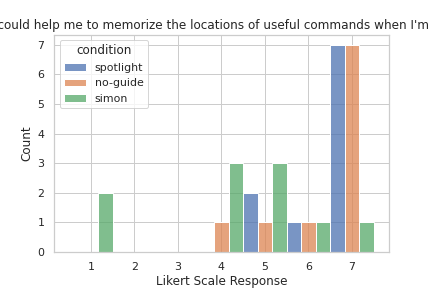 could help me to memorize the locations of useful commands when I'm
condition
spotlight
no-guide
simon
7
6
5
4
3
2
1
0
Count
1 2 3 4 5 6 7
Likert Scale Response